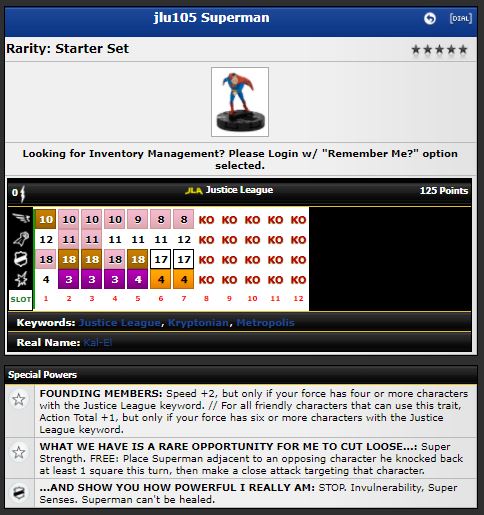 jlu105 Superman
[DIAL]
Rarity: Starter Set
Looking for Inventory Management? Please Login w/ "Remember Me?" option
selected.
0 JLA Justice League 125 Points
10 10 10 10 9 8 8 KO KO KO KO KO
12 11 11 11 11 11 12 KO KO KO KO KO
18 18 18 18 18 17 17 KO KO KO KO KO
4 3 3 3 4 4 4 KO KO KO KO KO
SLOT 1 2 3 4 5 6 7 8 9 10 11 12
Keywords: Justice League, Kryptonian, Metropolis
Real Name: Kal-El
Special Powers
FOUNDING MEMBERS: Speed +2, but only if your force has four or more characters
with the Justice League keyword. // For all friendly characters that can use this trait,
Action Total +1, but only if your force has six or more characters with the Justice
League keyword.
WHAT WE HAVE IS A RARE OPPORTUNITY FOR ME TO CUT LOOSE...: Super
Strength. FREE: Place Superman adjacent to an opposing character he knocked back
at least 1 square this turn, then make a close attack targeting that character.
...AND SHOW YOU HOW POWERFUL I REALLY AM: STOP. Invulnerability, Super
Senses. Superman can't be healed.